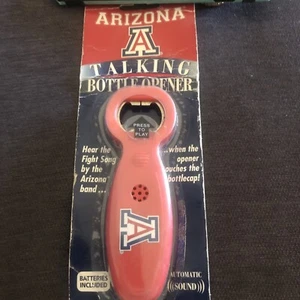 ARIZONA
A
TALKING
BOTTLE OPENER
PRESS
TO
PLAY
Hear the
Fight Song
by the
Arizona
band...
...when the
opener
touches the
bottlecap!
A
BATTERIES
INCLUDED
AUTOMATIC
((SOUND))